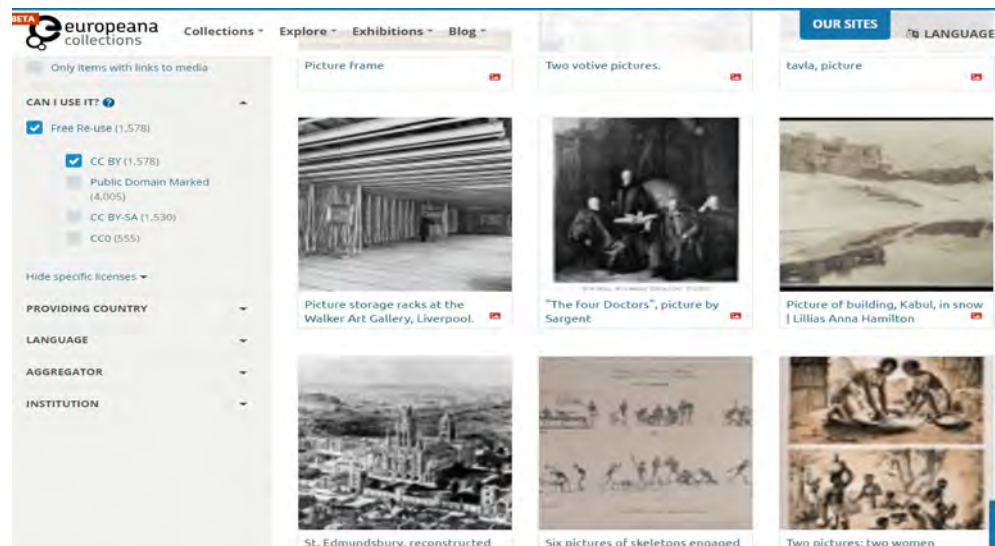 BETA
europeana
collections
Collections
Explore
Exhibitions
Blog
OUR SITES
LANGUAGE
Only items with links to media
CAN I USE IT?
Free Re-use (1,578)
CC BY (1,578)
Public Domain Marked
(4,005)
CC BY-SA (1,530)
CC0 (555)
Hide specific licenses
PROVIDING COUNTRY
LANGUAGE
AGGREGATOR
INSTITUTION
Picture frame
Two votive pictures.
tavla, picture
Picture storage racks at the
Walker Art Gallery, Liverpool.
"The four Doctors", picture by
Sargent
Picture of building, Kabul, in snow
| Lillias Anna Hamilton
St. Edmundsbury, reconstructed
Six pictures of skeletons engaged
Two pictures: two women